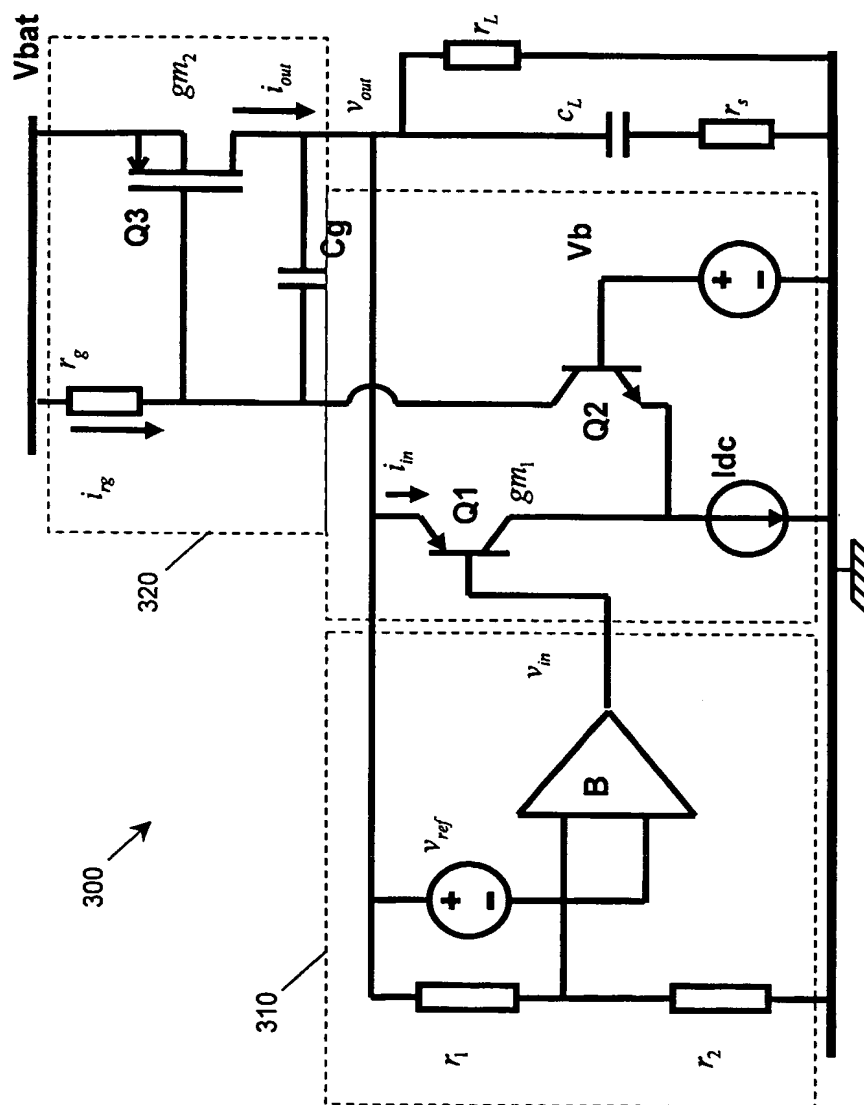 Vbat
gm2
iout
Q3
rg
irg
vout
rL
Cg
cL
rs
320
iin
Q1
gm1
Q2
Vb
+
-
Idc
vin
B
300
vref
+
-
310
r1
r2